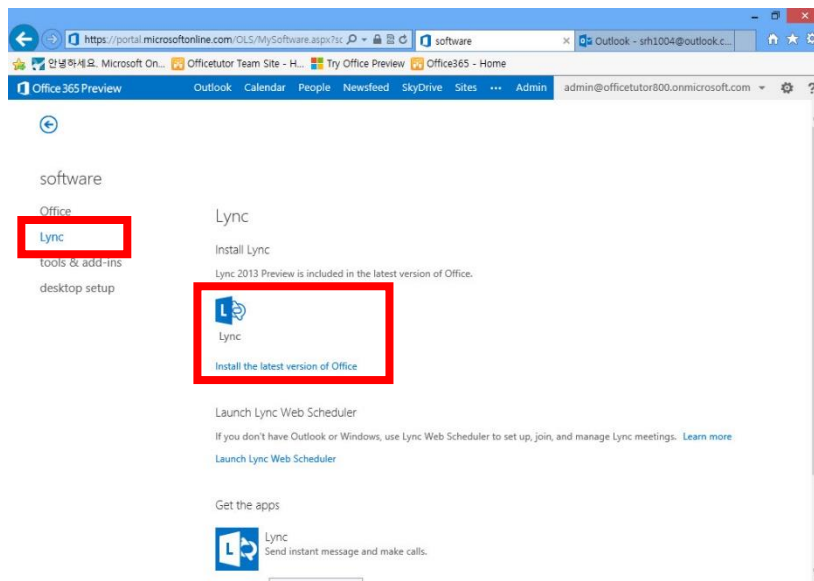 https://portal.microsoftonline.com/OLS/MySoftware.aspx?sc
software
Outlook - srh1004@outlook.c...
안녕하세요. Microsoft On...
Officetutor Team Site - H...
Try Office Preview
Office365 - Home
Office 365 Preview
Outlook Calendar People Newsfeed SkyDrive Sites ... Admin admin@officetutor800.onmicrosoft.com ?
software
Office
Lync
tools & add-ins
desktop setup
Lync
Install Lync
Lync 2013 Preview is included in the latest version of Office.
Lync
Install the latest version of Office
Launch Lync Web Scheduler
If you don't have Outlook or Windows, use Lync Web Scheduler to set up, join, and manage Lync meetings. Learn more
Launch Lync Web Scheduler
Get the apps
Lync
Send instant message and make calls.